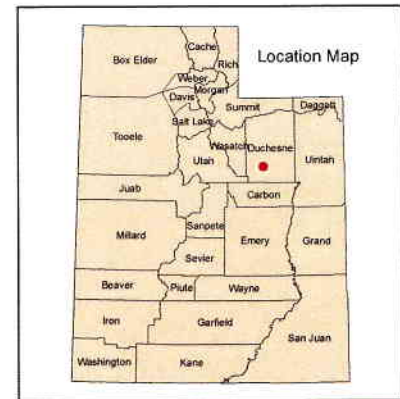 Location Map
Cache
Box Elder
Rich
Weber
Morgan
Davis
Summit
Daggett
Salt Lake
Tooele
Wasatch
Duchesne
Utah
Uintah
Juab
Carbon
Sanpete
Millard
Emery
Grand
Sevier
Beaver
Piute
Wayne
Iron
Garfield
San Juan
Washington
Kane